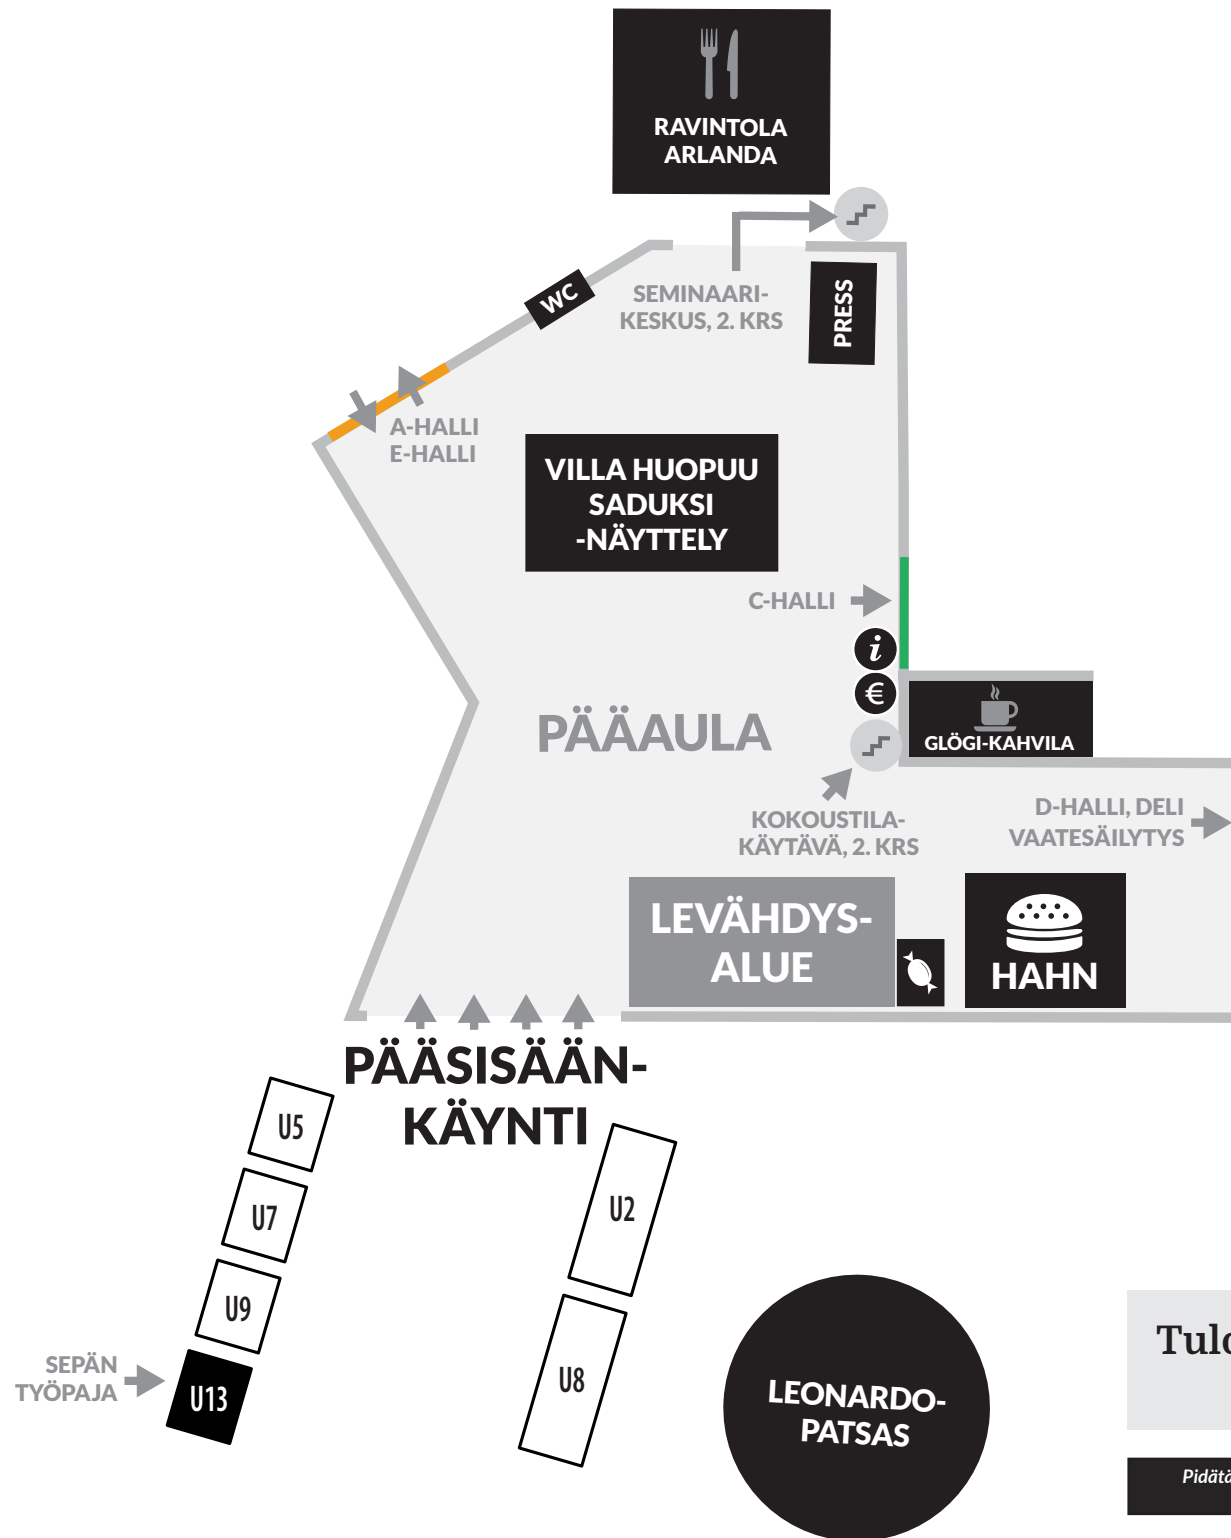 RAVINTOLA
ARLANDA
WC
SEMINAARI-
KESKUS, 2. KRS
PRESS
A-HALLI
E-HALLI
VILLA HUOPUU
SADUKSI
-NÄYTTELY
C-HALLI
i
€
PÄÄAULA
GLÖGI-KAHVILA
KOKOUSTILA-
KÄYTÄVÄ, 2. KRS
D-HALLI, DELI
VAATESÄILYTYS
LEVÄHDYS-
ALUE
HAHN
PÄÄSISÄÄN-
KÄYNTI
U5
U7
U9
U13
U2
U8
SEPÄN
TYÖPAJA
LEONARDO-
PATSAS
Tulo
Pidätä